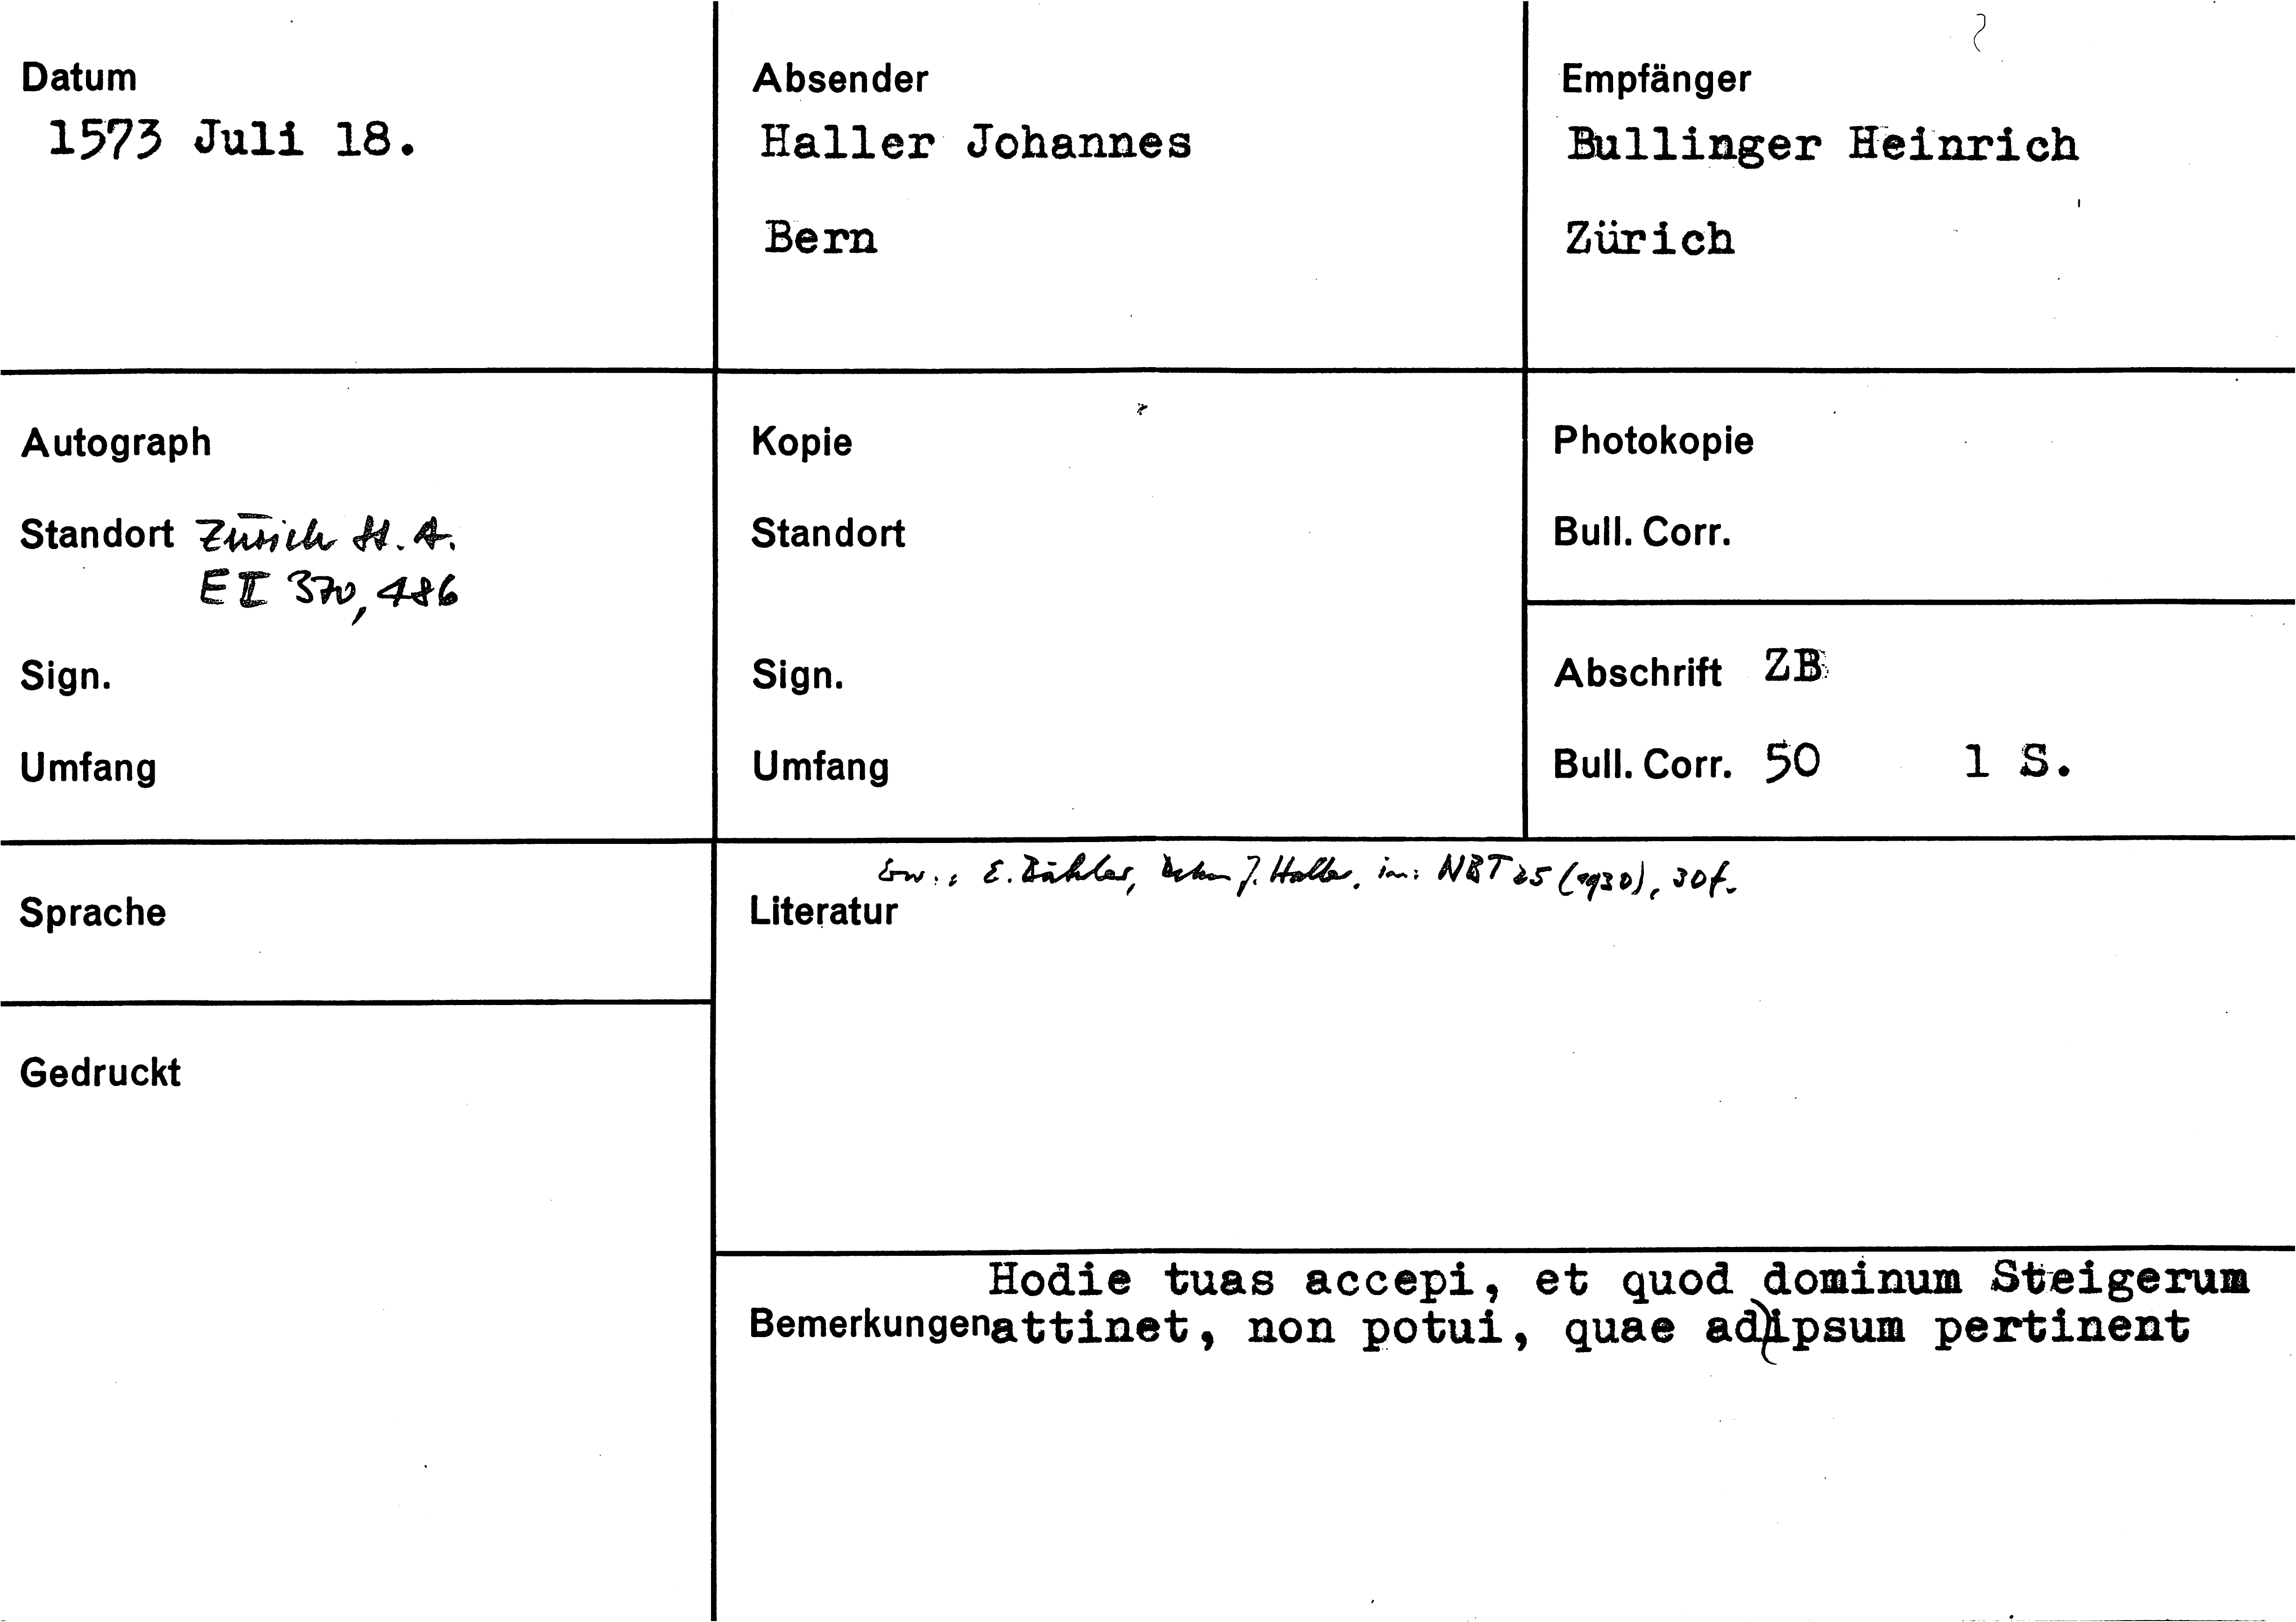 Datum
1573 Juli 18.
Absender
Haller Johannes
Bern
Empfänger
Bullinger Heinrich
Zürich
Autograph
Standort Zürich St. A.
E II 370, 486
Sign.
Umfang
Kopie
Standort
Sign.
Umfang
Photokopie
Bull. Corr.
Abschrift ZB
Bull. Corr. 50 1 S.
Sprache
Gedruckt
Erw.: E. Bähler, Dekan J. Haller, in: NBT 25 (1930), 30f.
Literatur
Hodie tuas accepi, et quod dominum Steigerum
Bemerkungen attinet, non potui, quae ad ipsum pertinent